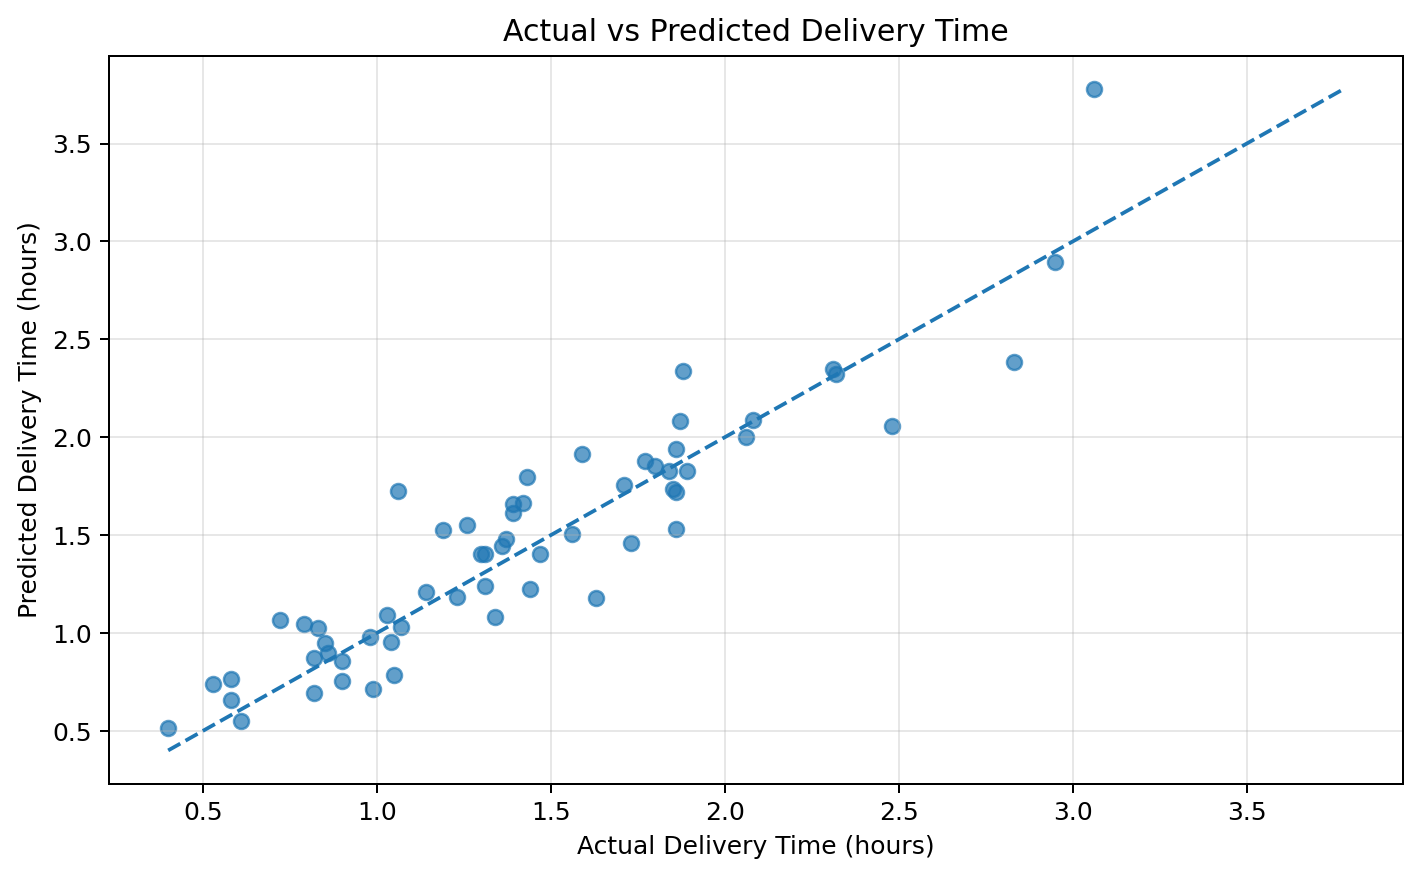 Actual vs Predicted Delivery Time
Predicted Delivery Time (hours)
3.5
3.0
2.5
2.0
1.5
1.0
0.5
0.5 1.0 1.5 2.0 2.5 3.0 3.5
Actual Delivery Time (hours)